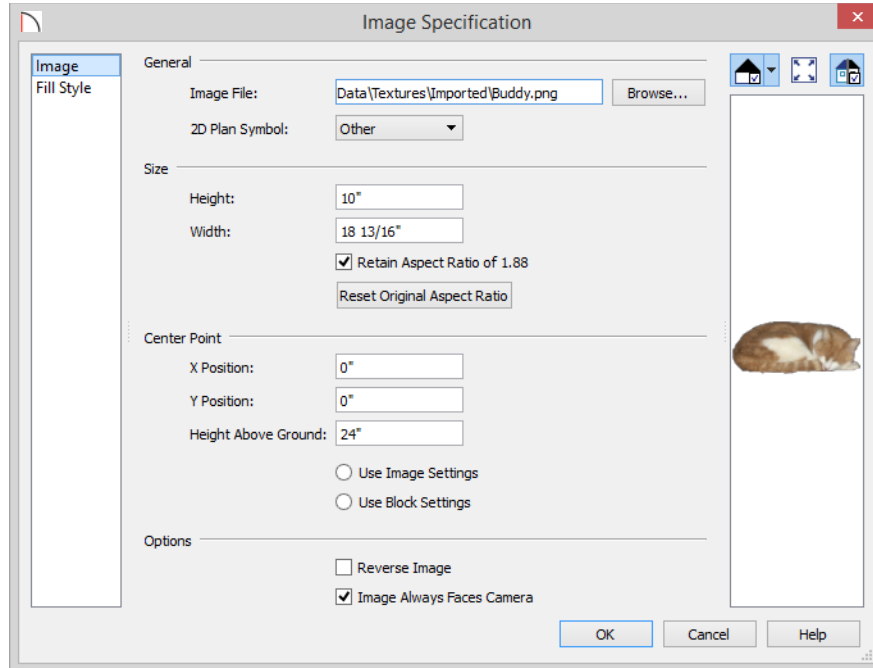 Image Specification
Image
Fill Style
General
Image File: Data\Textures\Imported\Buddy.png Browse...
2D Plan Symbol: Other
Size
Height: 10"
Width: 18 13/16"
Retain Aspect Ratio of 1.88
Reset Original Aspect Ratio
Center Point
X Position: 0"
Y Position: 0"
Height Above Ground: 24"
Use Image Settings
Use Block Settings
Options
Reverse Image
Image Always Faces Camera
OK Cancel Help